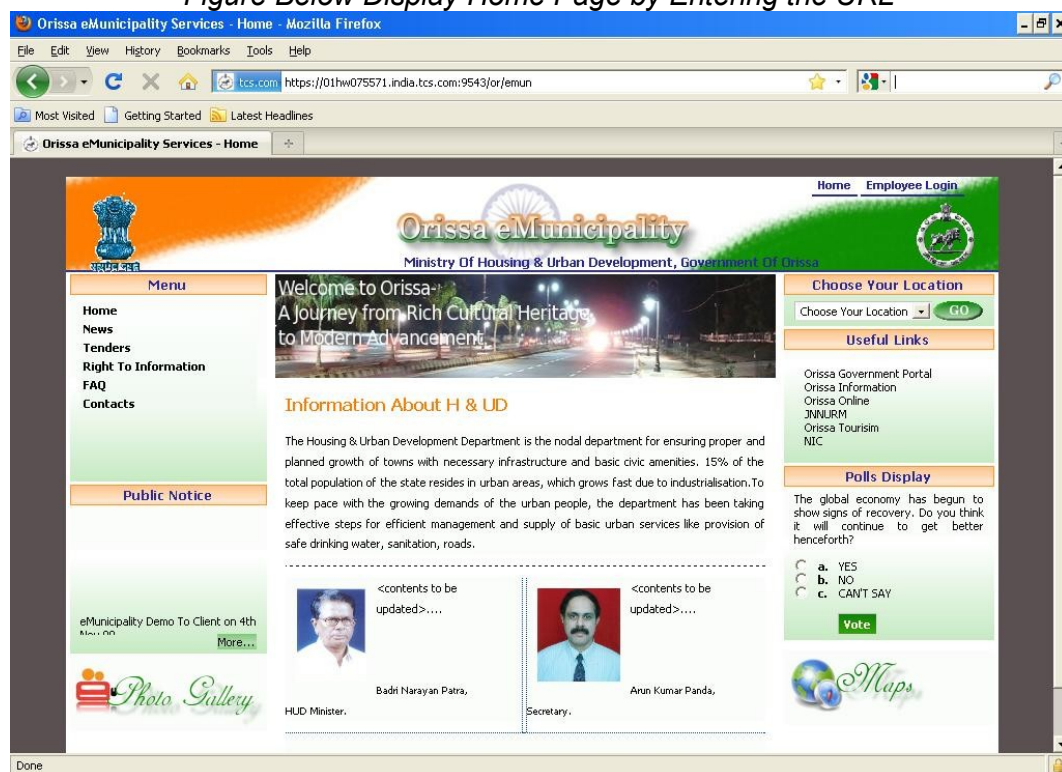 Figure Below Display Home Page by Entering the URL
Orissa eMunicipality Services - Home - Mozilla Firefox
File Edit View History Bookmarks Tools Help
tcs.com https://01hw075571.india.tcs.com:9543/or/emun
Most Visited Getting Started Latest Headlines
Orissa eMunicipality Services - Home
Home Employee Login
Orissa eMunicipality
Ministry Of Housing & Urban Development, Government Of Orissa
Menu
Home
News
Tenders
Right To Information
FAQ
Contacts
Public Notice
eMunicipality Demo To Client on 4th
Nov 09
More...
Photo Gallery
Welcome to Orissa-
A Journey from Rich Cultural Heritage
to Modern Advancement.
Information About H & UD
The Housing & Urban Development Department is the nodal department for ensuring proper and
planned growth of towns with necessary infrastructure and basic civic amenities. 15% of the
total population of the state resides in urban areas, which grows fast due to industrialisation.To
keep pace with the growing demands of the urban people, the department has been taking
effective steps for efficient management and supply of basic urban services like provision of
safe drinking water, sanitation, roads.
<contents to be
updated>....
Badri Narayan Patra,
HUD Minister.
<contents to be
updated>....
Arun Kumar Panda,
Secretary.
Choose Your Location
Choose Your Location GO
Useful Links
Orissa Government Portal
Orissa Information
Orissa Online
JNNURM
Orissa Tourisim
NIC
Polls Display
The global economy has begun to
show signs of recovery. Do you think
it will continue to get better
henceforth?
a. YES
b. NO
c. CAN'T SAY
Vote
Maps
Done